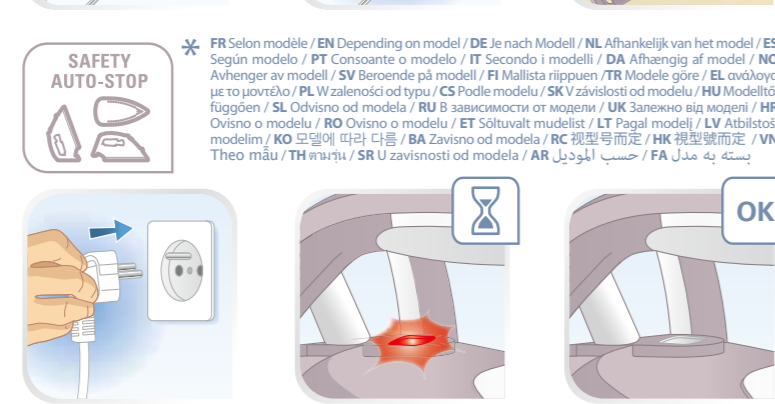 SAFETY
AUTO-STOP
* FR Selon modèle / EN Depending on model / DE Je nach Modell / NL Afhankelijk van het model / ES
Según modelo / PT Consoante o modelo / IT Secondo i modelli / DA Afhængig af model / NO
Avhenger av modell / SV Beroende på modell / FI Mallista riippuen /TR Modele göre / EL ανάλογα
με το μοντέλο / PL W zaleności od typu / CS Podle modelu / SK V závislosti od modelu / HU Modelltől
függően / SL Odvisno od modela / RU В зависимости от модели / UK Залежно від моделі / HR
Ovisno o modelu / RO Ovisno o modelu / ET Sõltuvalt mudelist / LT Pagal modelį / LV Atbilstoši
modelim / KO 모델에 따라 다름 / BA Zavisno od modela / RC 视型号而定 / HK 視型號而定 / VN
Theo mẫu / TH ตามรุ่น / SR U zavisnosti od modela / AR حسب الموديل / FA بسته به مدل
OK